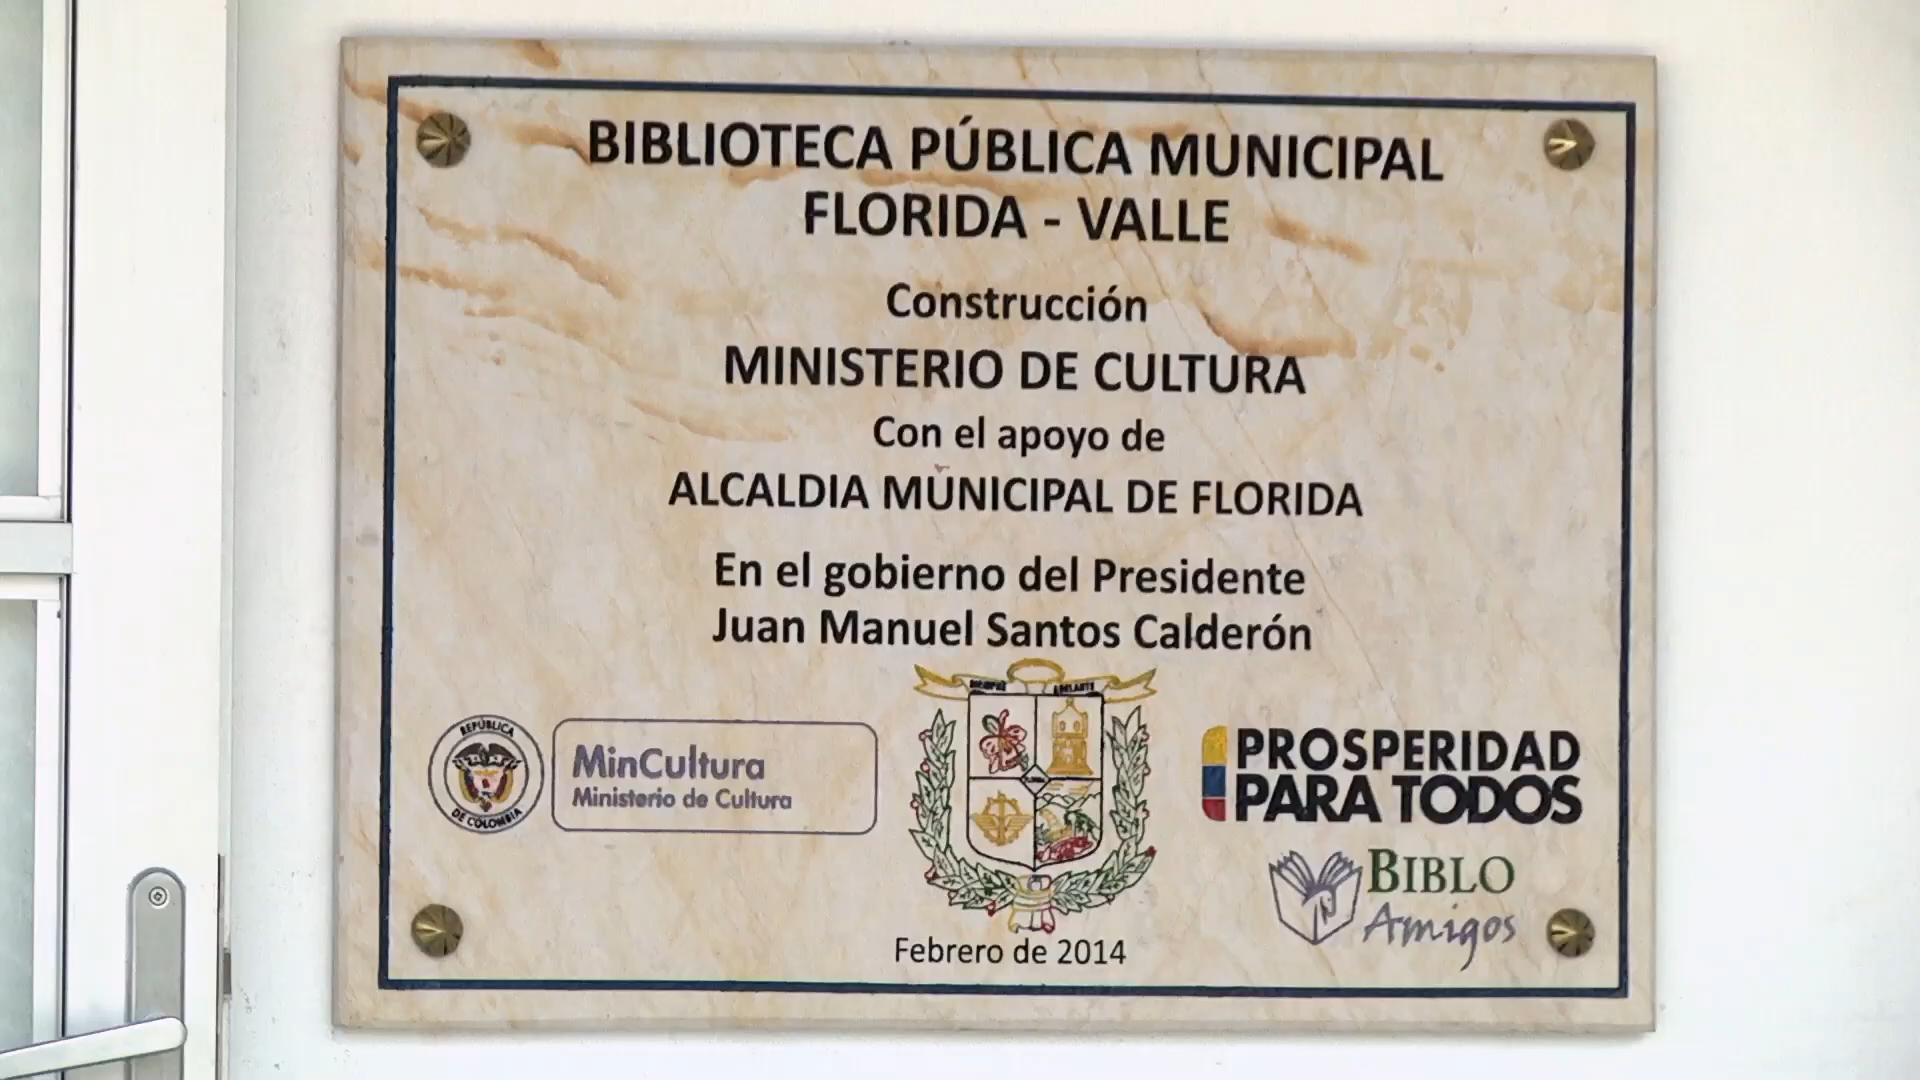 BIBLIOTECA PÚBLICA MUNICIPAL
FLORIDA - VALLE
Construcción
MINISTERIO DE CULTURA
Con el apoyo de
ALCALDIA MUNICIPAL DE FLORIDA
En el gobierno del Presidente
Juan Manuel Santos Calderón
ADELANTE
REPÚBLICA
DE COLOMBIA
MinCultura
Ministerio de Cultura
PROSPERIDAD
PARA TODOS
BIBLO
Amigos
Febrero de 2014